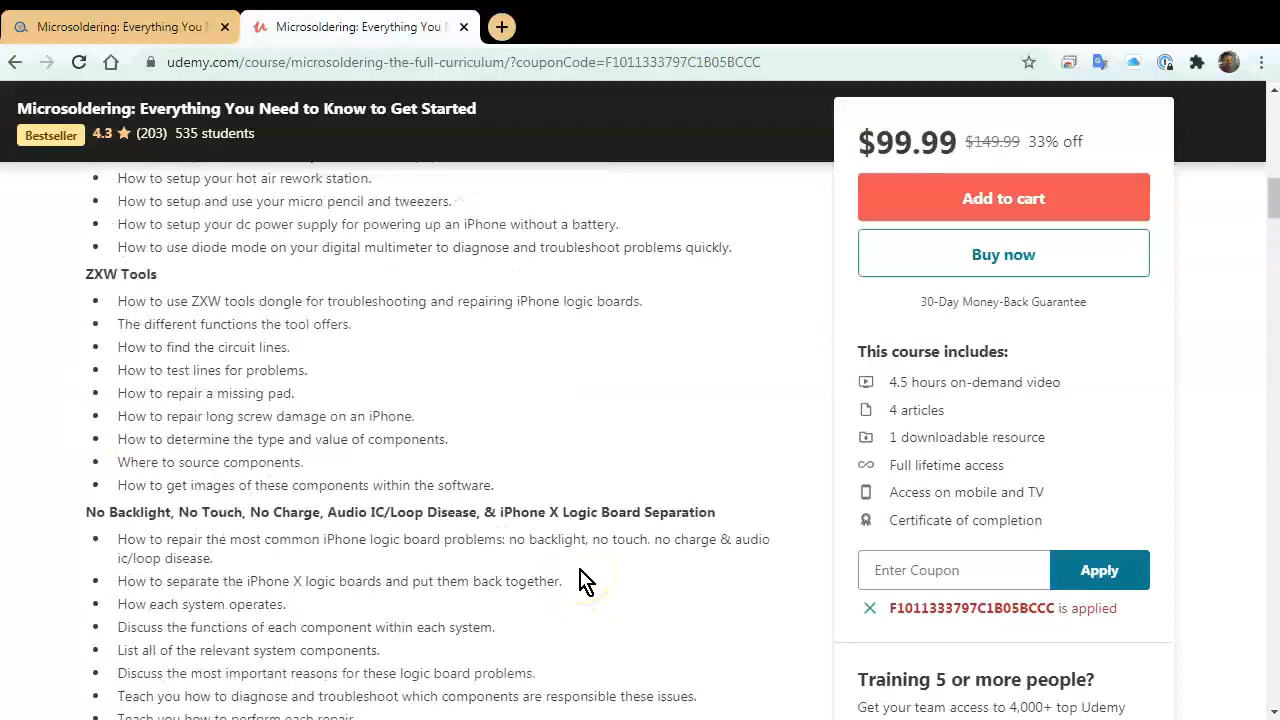 Microsoldering: Everything You
Microsoldering: Everything You
udemy.com/course/microsoldering-the-full-curriculum/?couponCode=F1011333797C1B05BCCC
Microsoldering: Everything You Need to Know to Get Started
Bestseller 4.3 (203) 535 students
How to setup your hot air rework station.
How to setup and use your micro pencil and tweezers.
How to setup your dc power supply for powering up an iPhone without a battery.
How to use diode mode on your digital multimeter to diagnose and troubleshoot problems quickly.
ZXW Tools
How to use ZXW tools dongle for troubleshooting and repairing iPhone logic boards.
The different functions the tool offers.
How to find the circuit lines.
How to test lines for problems.
How to repair a missing pad.
How to repair long screw damage on an iPhone.
How to determine the type and value of components.
Where to source components.
How to get images of these components within the software.
No Backlight, No Touch, No Charge, Audio IC/Loop Disease, & iPhone X Logic Board Separation
How to repair the most common iPhone logic board problems: no backlight, no touch. no charge & audio
ic/loop disease.
How to separate the iPhone X logic boards and put them back together.
How each system operates.
Discuss the functions of each component within each system.
List all of the relevant system components.
Discuss the most important reasons for these logic board problems.
Teach you how to diagnose and troubleshoot which components are responsible these issues.
Teach you how to perform each repair.
$99.99 $149.99 33% off
Add to cart
Buy now
30-Day Money-Back Guarantee
This course includes:
4.5 hours on-demand video
4 articles
1 downloadable resource
Full lifetime access
Access on mobile and TV
Certificate of completion
Enter Coupon Apply
F1011333797C1B05BCCC is applied
Training 5 or more people?
Get your team access to 4,000+ top Udemy